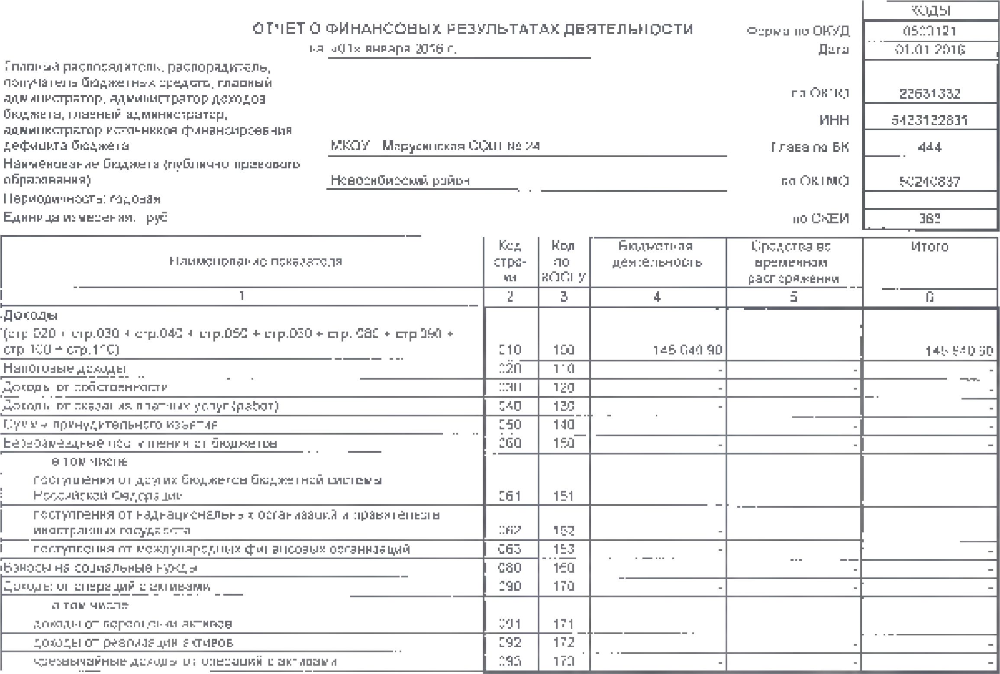 КОДЫ
ОТЧЕТ О ФИНАНСОВЫХ РЕЗУЛЬТАТАХ ДЕЯТЕЛЬНОСТИ
Форма по ОКУД
0503121
на «01» января 2016 г.
Дата
01.01.2016
Главный распорядитель, распорядитель,
получатель бюджетных средств, главный
администратор, администратор доходов
по ОКПО
бюджета, главный администратор,
ИНН
администратор источников финансирования
дефицита бюджета
МКОУ Марусинская СОШ № 24
Глава по БК
444
Наименование бюджета (публично-правового
образования)
Новосибирский район
по ОКТМО
50240837
Периодичность: годовая
Единица измерения: руб
по ОКЕИ
383
Наименование показателя
Код
стро-
ки
Код
по
КОСГУ
Бюджетная
деятельность
Средства во
временном
распоряжении
Итого
1 2 3 4 5 6
Доходы
(стр.020 + стр.030 + стр.040 + стр.050 + стр.060 + стр. 080 + стр.090 +
стр.100 + стр.110) 010 100
Налоговые доходы 020 110 - - -
Доходы от собственности 030 120 - - -
Доходы от оказания платных услуг (работ) 040 130 - -
Суммы принудительного изъятия 050 140 - -
Безвозмездные поступления от бюджетов 060 150 - - -
в том числе
поступления от других бюджетов бюджетной системы
Российской Федерации 061 151
поступления от наднациональных организаций и правительств
иностранных государств 062 152 -
поступления от международных финансовых организаций 063 153 - -
Взносы на социальные нужды 080 160 - -
Доходы от операций с активами 090 170 - - -
в том числе
доходы от переоценки активов 091 171
доходы от реализации активов 092 172 - -
чрезвычайные доходы от операций с активами 093 173 - - -